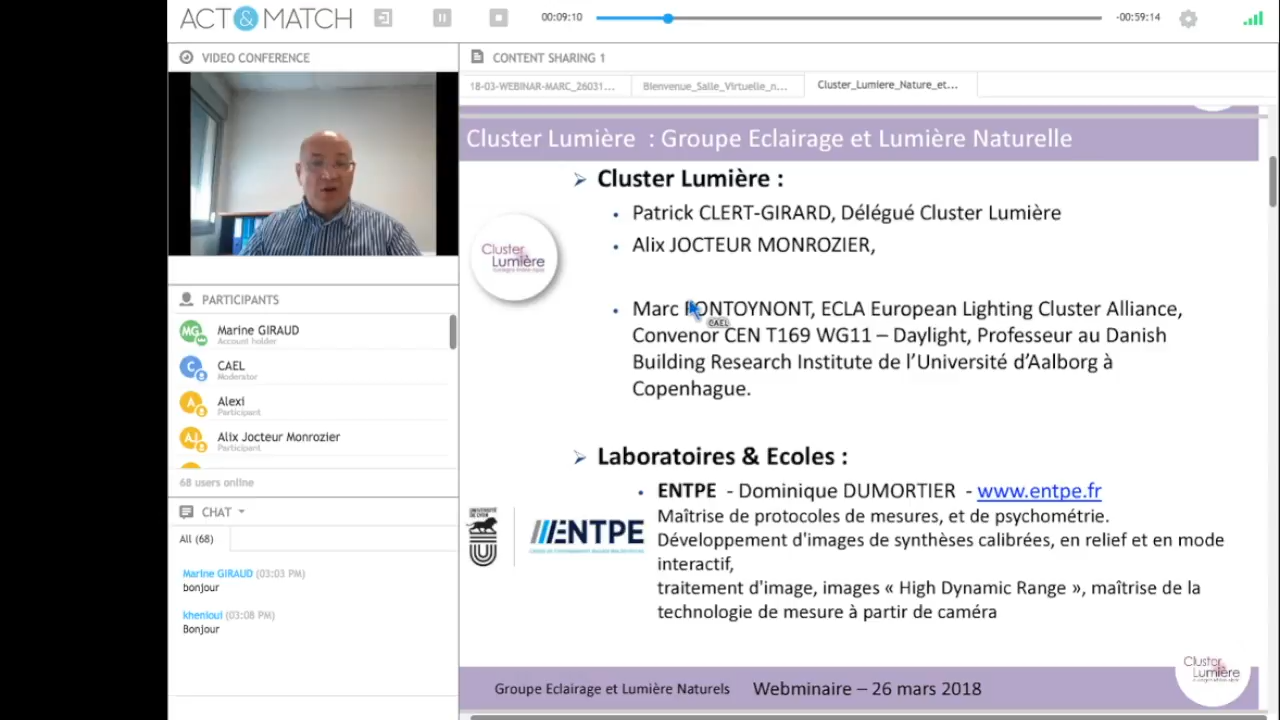 ACT & MATCH
00:09:10
-00:59:14
VIDEO CONFERENCE
CONTENT SHARING 1
18-03-WEBINAR-MARC_26031...
Bienvenue_Salle_Virtuelle_n...
Cluster_Lumiere_Nature_et...
Cluster Lumière : Groupe Eclairage et Lumière Naturelle
Cluster Lumière :
Patrick CLERT-GIRARD, Délégué Cluster Lumière
Alix JOCTEUR MONROZIER,
Cluster
Lumière
Marc FONTOYNONT, ECLA European Lighting Cluster Alliance,
CAEL
Convenor CEN T169 WG11 – Daylight, Professeur au Danish
Building Research Institute de l'Université d'Aalborg à
Copenhague.
PARTICIPANTS
MG
Marine GIRAUD
Account holder
C
CAEL
Moderator
A
Alexi
Participant
AJ
Alix Jocteur Monrozier
Participant
68 users online
CHAT
All (68)
Marine GIRAUD (03:03 PM)
bonjour
khenioui (03:08 PM)
Bonjour
Laboratoires & Ecoles :
ENTPE - Dominique DUMORTIER - www.entpe.fr
Maîtrise de protocoles de mesures, et de psychométrie.
Développement d'images de synthèses calibrées, en relief et en mode
interactif,
traitement d'image, images « High Dynamic Range », maîtrise de la
technologie de mesure à partir de caméra
UNIVERSITÉ
DE LYON
ENTPE
Groupe Eclairage et Lumière Naturels
Webminaire – 26 mars 2018
Cluster
Lumière